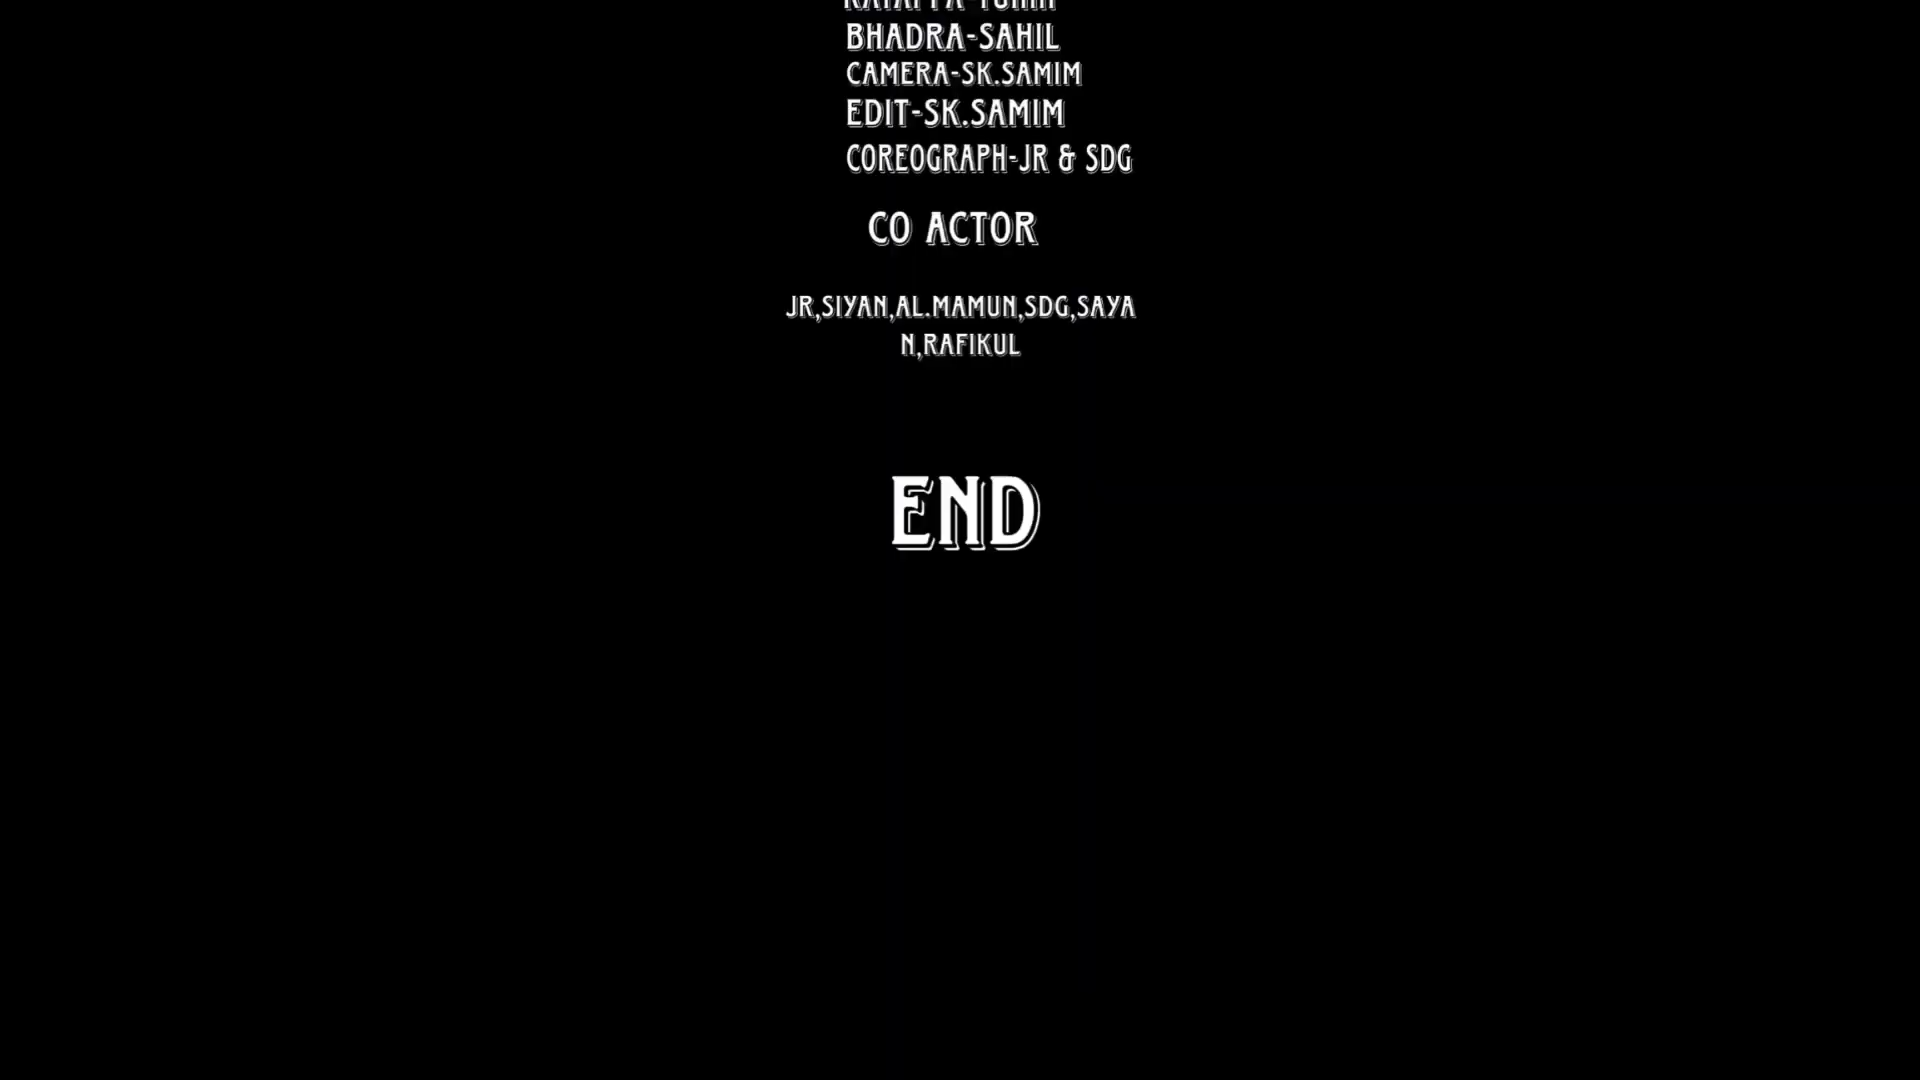 BHADRA-SAHIL
CAMERA-SK.SAMIM
EDIT-SK.SAMIM
COREOGRAPH-JR & SDG
CO ACTOR
JR,SIYAN,AL.MAMUN,SDG,SAYA
N,RAFIKUL
END